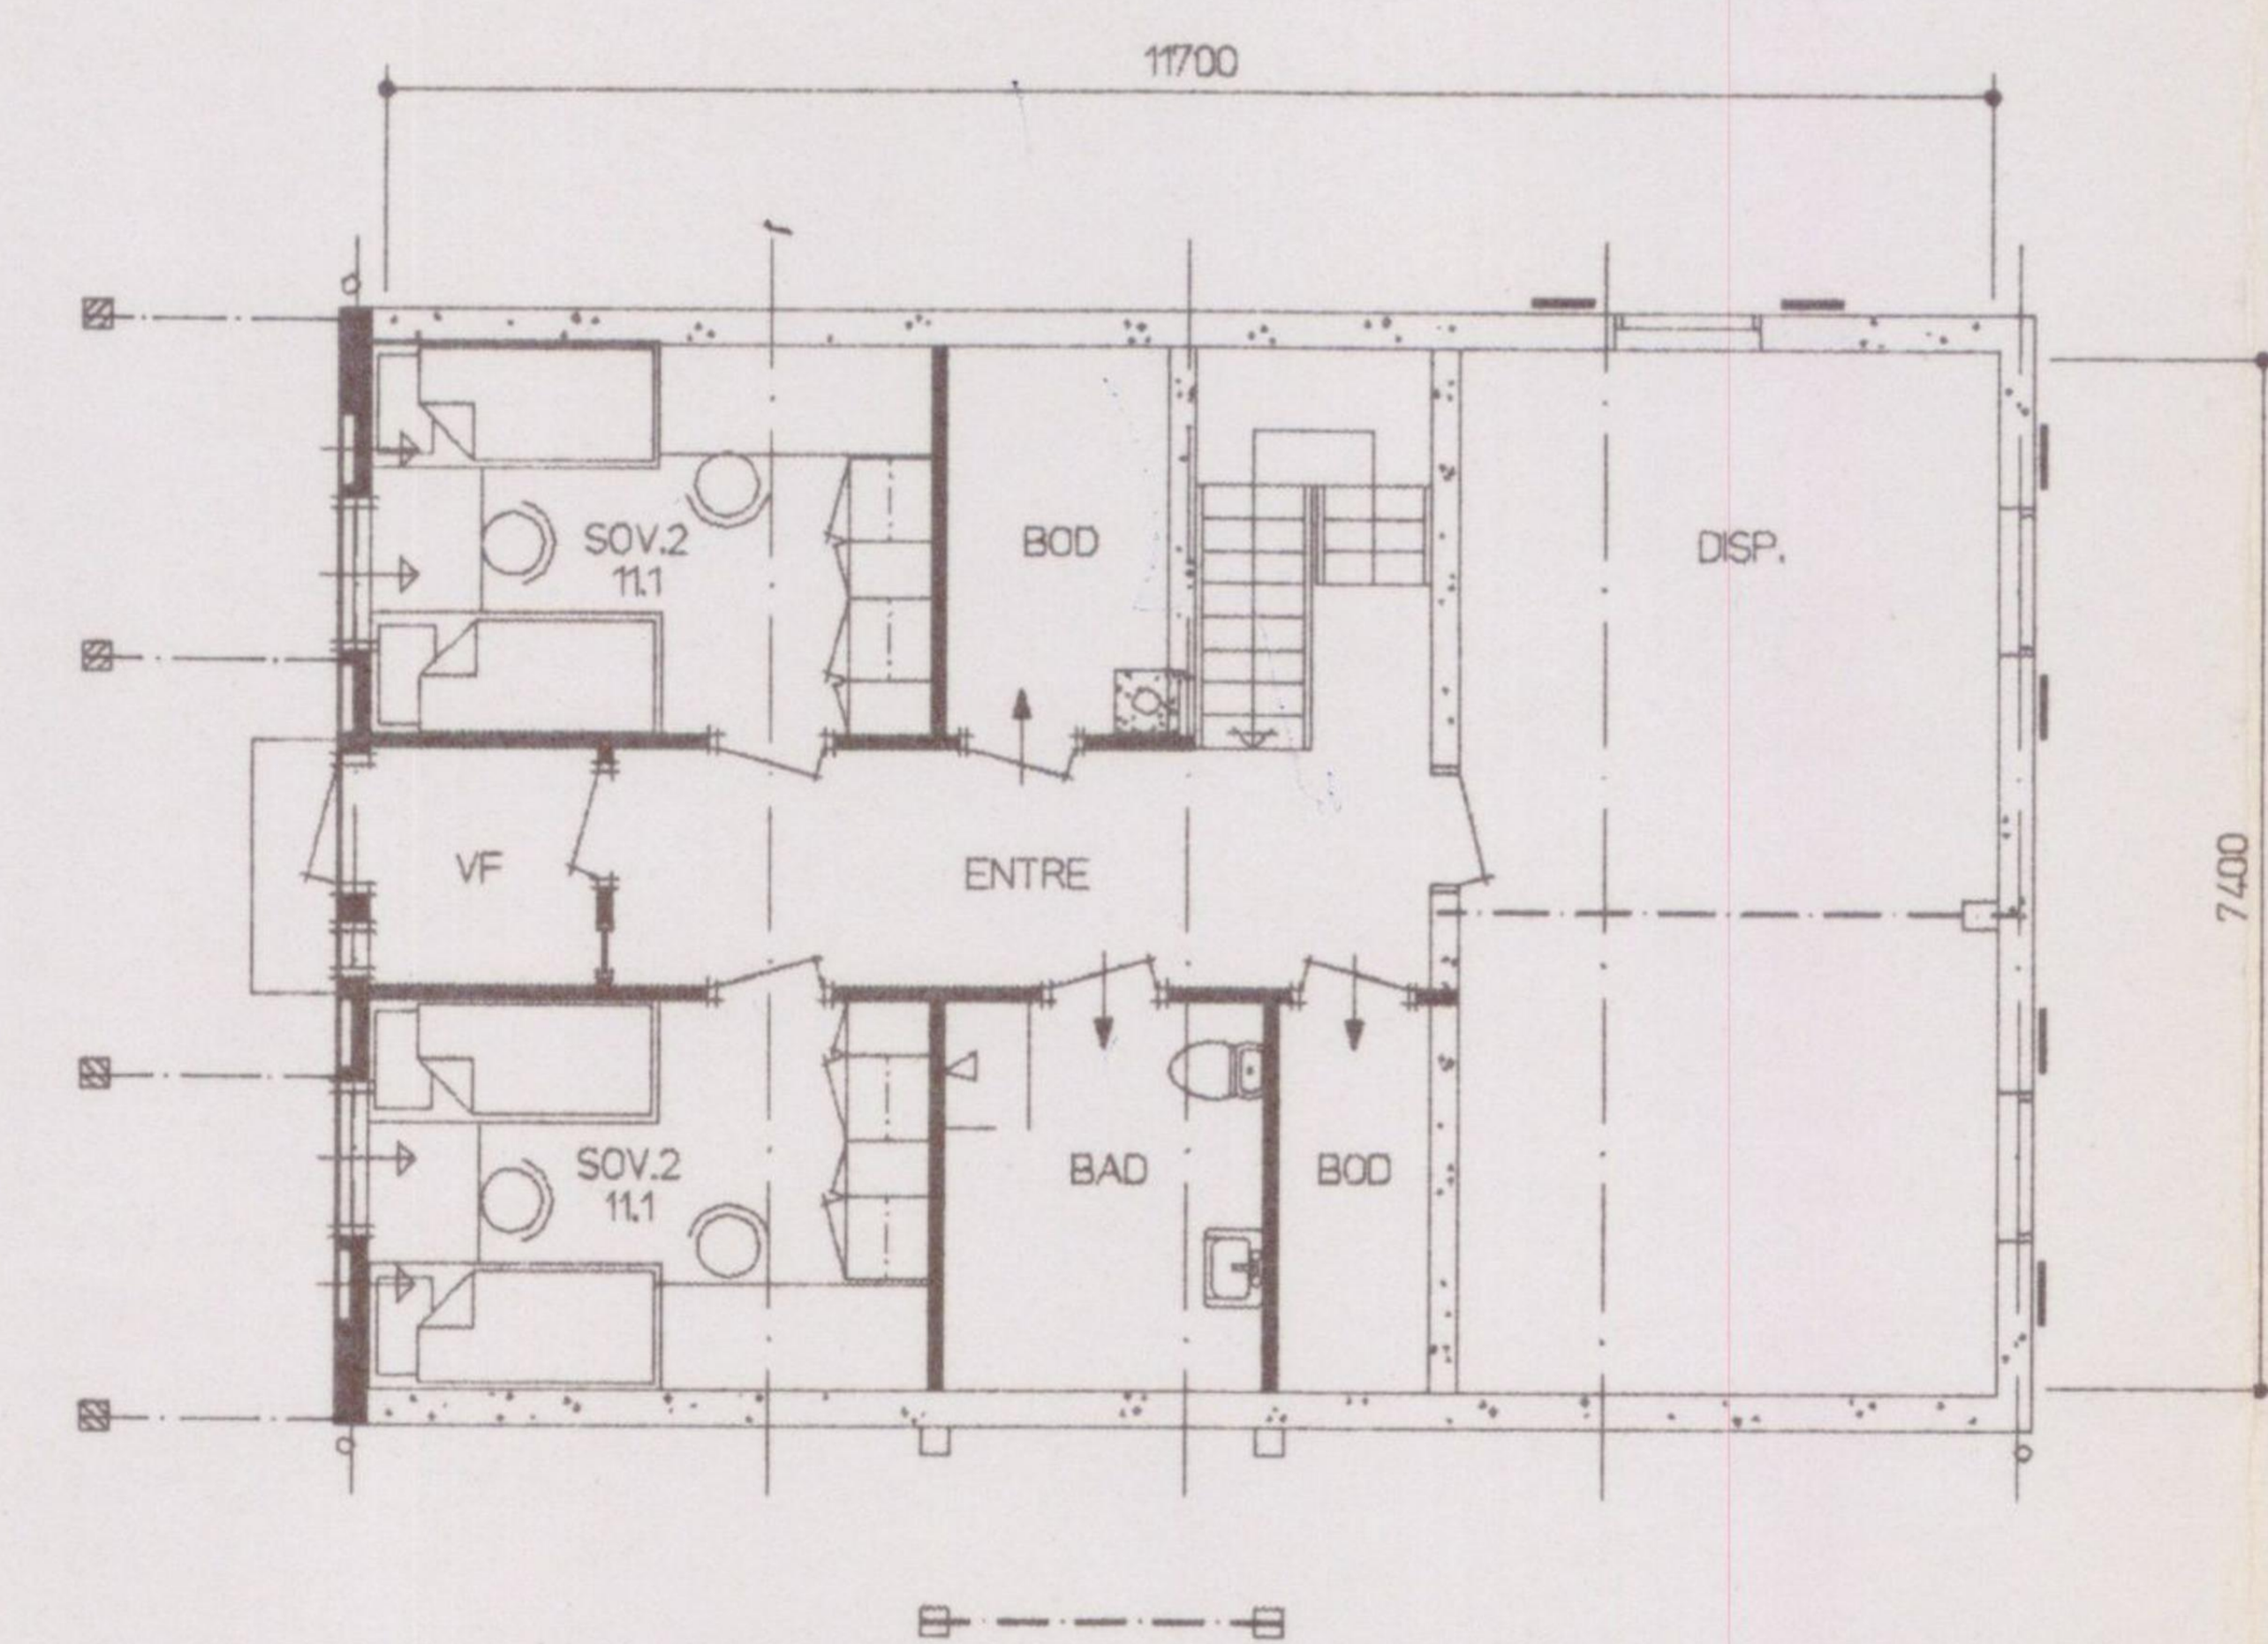 11700
SOV.2
11.1
BOD
DISP.
VF
ENTRE
7400
SOV.2
11.1
BAD
BOD